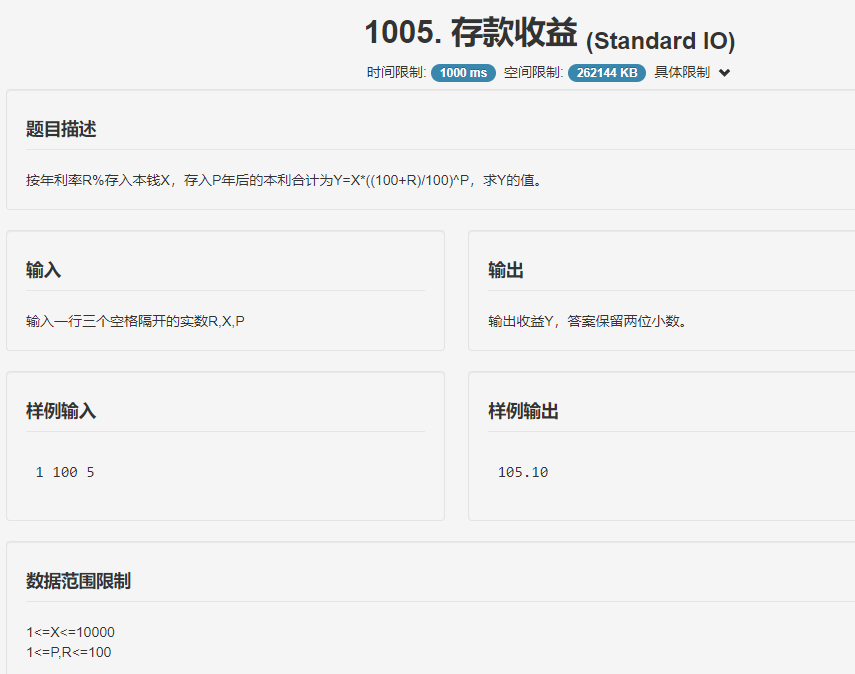 1005. 存款收益 (Standard IO)
时间限制: 1000 ms 空间限制: 262144 KB 具体限制
题目描述
按年利率R%存入本钱X，存入P年后的本利合计为Y=X*((100+R)/100)^P，求Y的值。
输入
输入一行三个空格隔开的实数R,X,P
输出
输出收益Y，答案保留两位小数。
样例输入
1 100 5
样例输出
105.10
数据范围限制
1<=X<=10000
1<=P,R<=100